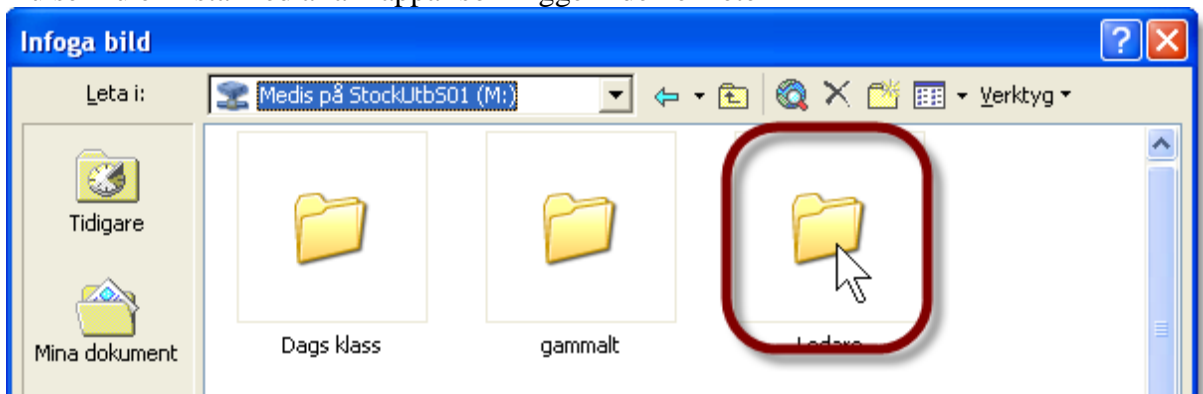 Infoga bild
Leta i:
Medis på StockUtbS01 (M:)
Verktyg
Tidigare
Mina dokument
Dags klass
gammalt